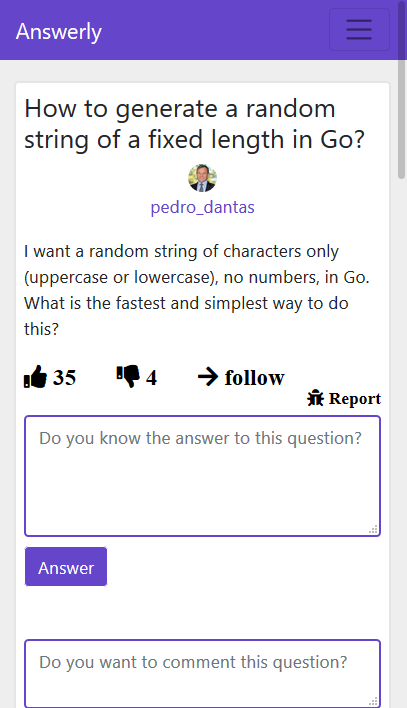 Answerly
How to generate a random
string of a fixed length in Go?
pedro_dantas
I want a random string of characters only
(uppercase or lowercase), no numbers, in Go.
What is the fastest and simplest way to do
this?
35 4 follow
Report
Do you know the answer to this question?
Answer
Do you want to comment this question?